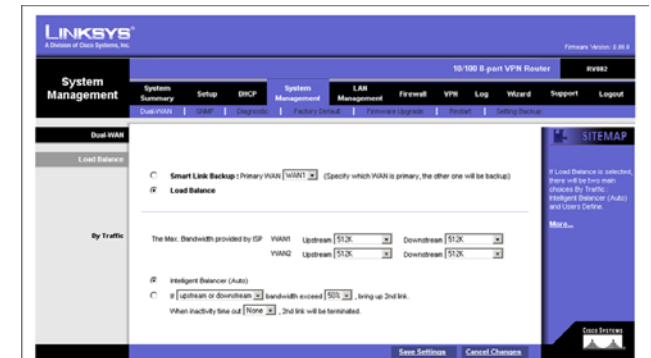 LINKSYS®
A Division of Cisco Systems, Inc.
10/100 8-port VPN Router
RV082
System Management
System Summary
Setup
DHCP
System Management
LAN Management
Firewall
VPN
Log
Wizard
Support
Logout
Dual-WAN | SNMP | Diagnostic | Factory Default | Firmware Upgrade | Restart | Setting Backup
Dual-WAN
SITEMAP
Load Balance
Smart Link Backup : Primary WAN WAN1 (Specify which WAN is primary, the other one will be backup)
Load Balance
If Load Balance is selected,
there will be two main
choices By Traffic :
Intelligent Balancer (Auto)
and Users Define.
More...
By Traffic
The Max. Bandwidth provided by ISP WAN1 Upstream 512K Downstream 512K
WAN2 Upstream 512K Downstream 512K
Intelligent Balancer (Auto)
If upstream or downstream bandwidth exceed 50% , bring up 2nd link.
When inactivity time out None , 2nd link will be terminated.
CISCO SYSTEMS
Save Settings
Cancel Changes